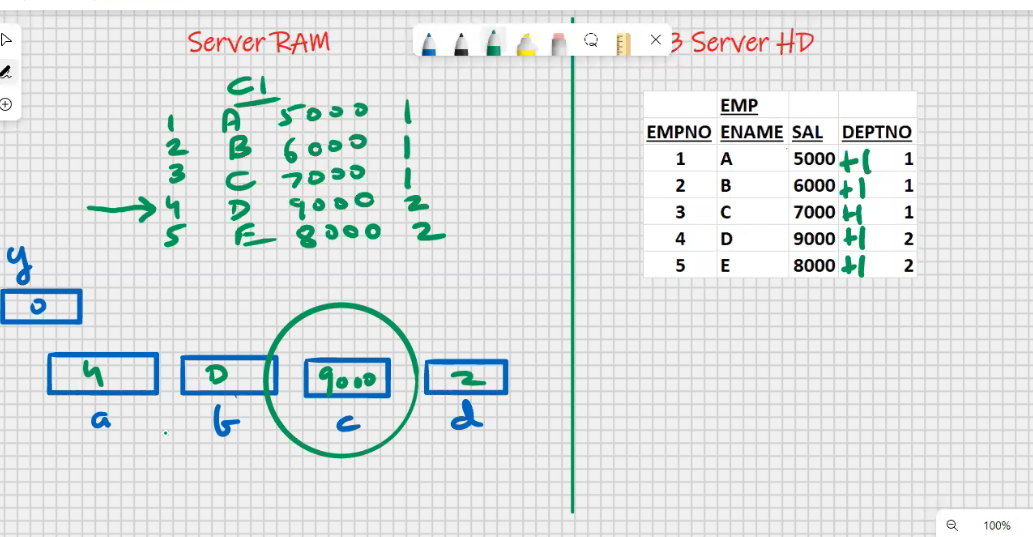 Server RAM
3 Server HD
C1
1 A 5000 1
2 B 6000 1
3 C 7000 1
4 D 9000 2
5 E 8000 2
y
0
4 D 9000 2
a b c d
EMP
EMPNO ENAME SAL DEPTNO
1 A 5000 +1 1
2 B 6000 +1 1
3 C 7000 +1 1
4 D 9000 +1 2
5 E 8000 +1 2
100%